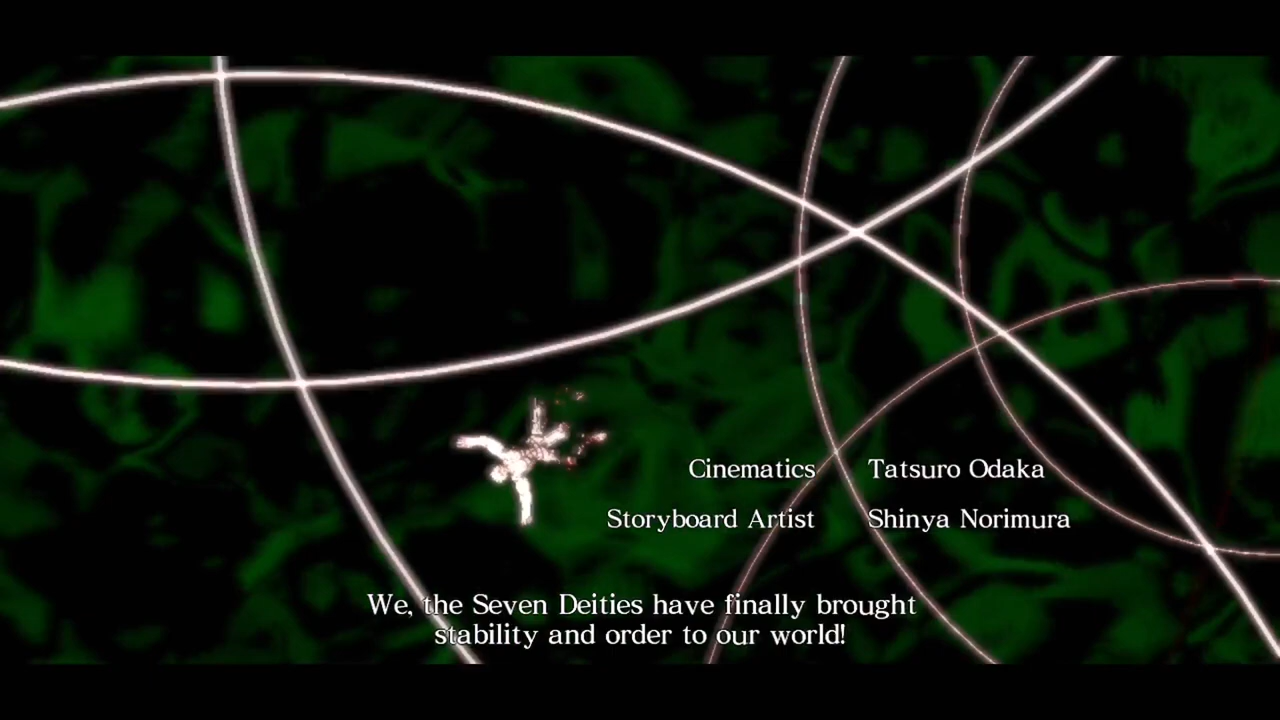 Cinematics Tatsuro Odaka
Storyboard Artist Shinya Norimura
We, the Seven Deities have finally brought
stability and order to our world!